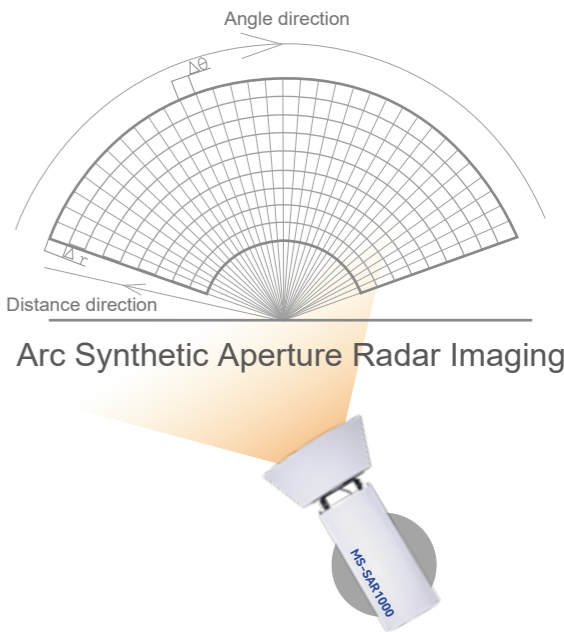 Angle direction
Δθ
Δr
Distance direction
Arc Synthetic Aperture Radar Imaging
MS-SAR1000